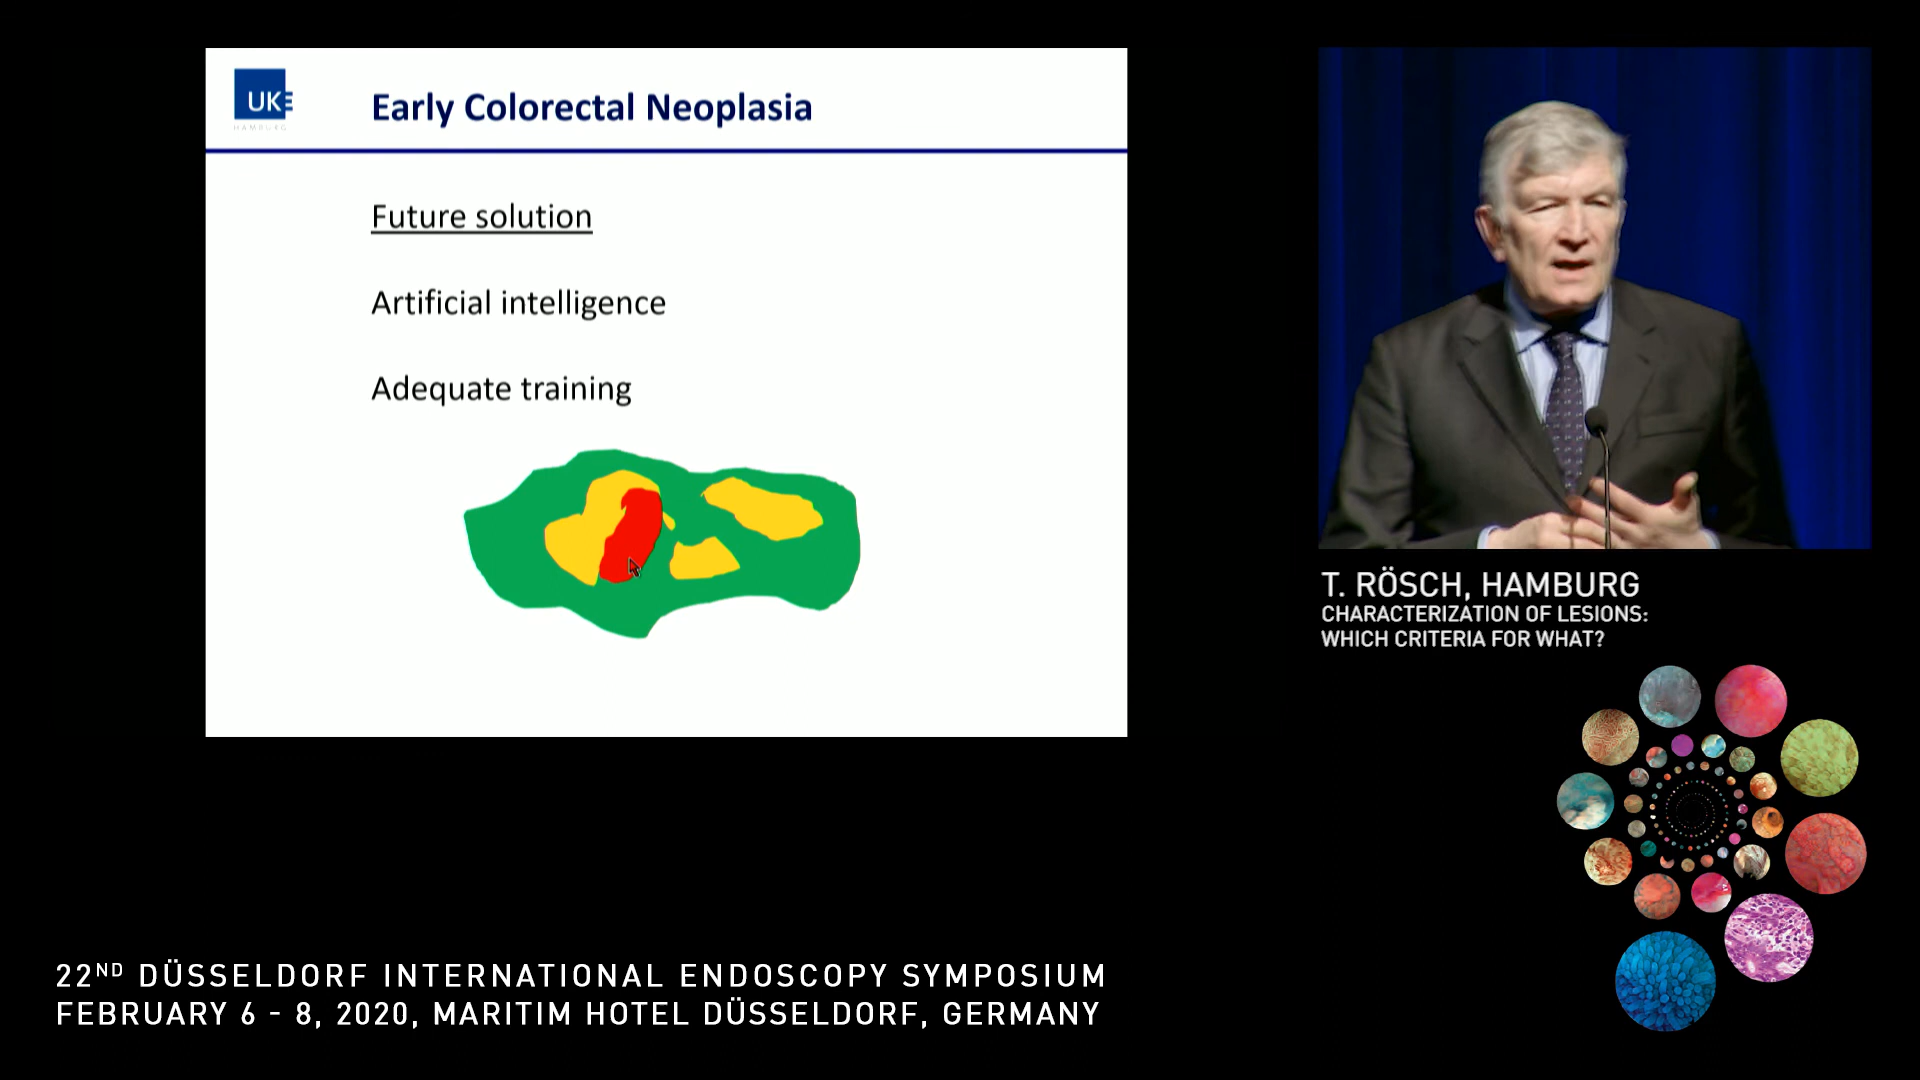 UKE
HAMBURG
Early Colorectal Neoplasia
Future solution
Artificial intelligence
Adequate training
T. RÖSCH, HAMBURG
CHARACTERIZATION OF LESIONS:
WHICH CRITERIA FOR WHAT?
22ND DÜSSELDORF INTERNATIONAL ENDOSCOPY SYMPOSIUM
FEBRUARY 6 - 8, 2020, MARITIM HOTEL DÜSSELDORF, GERMANY